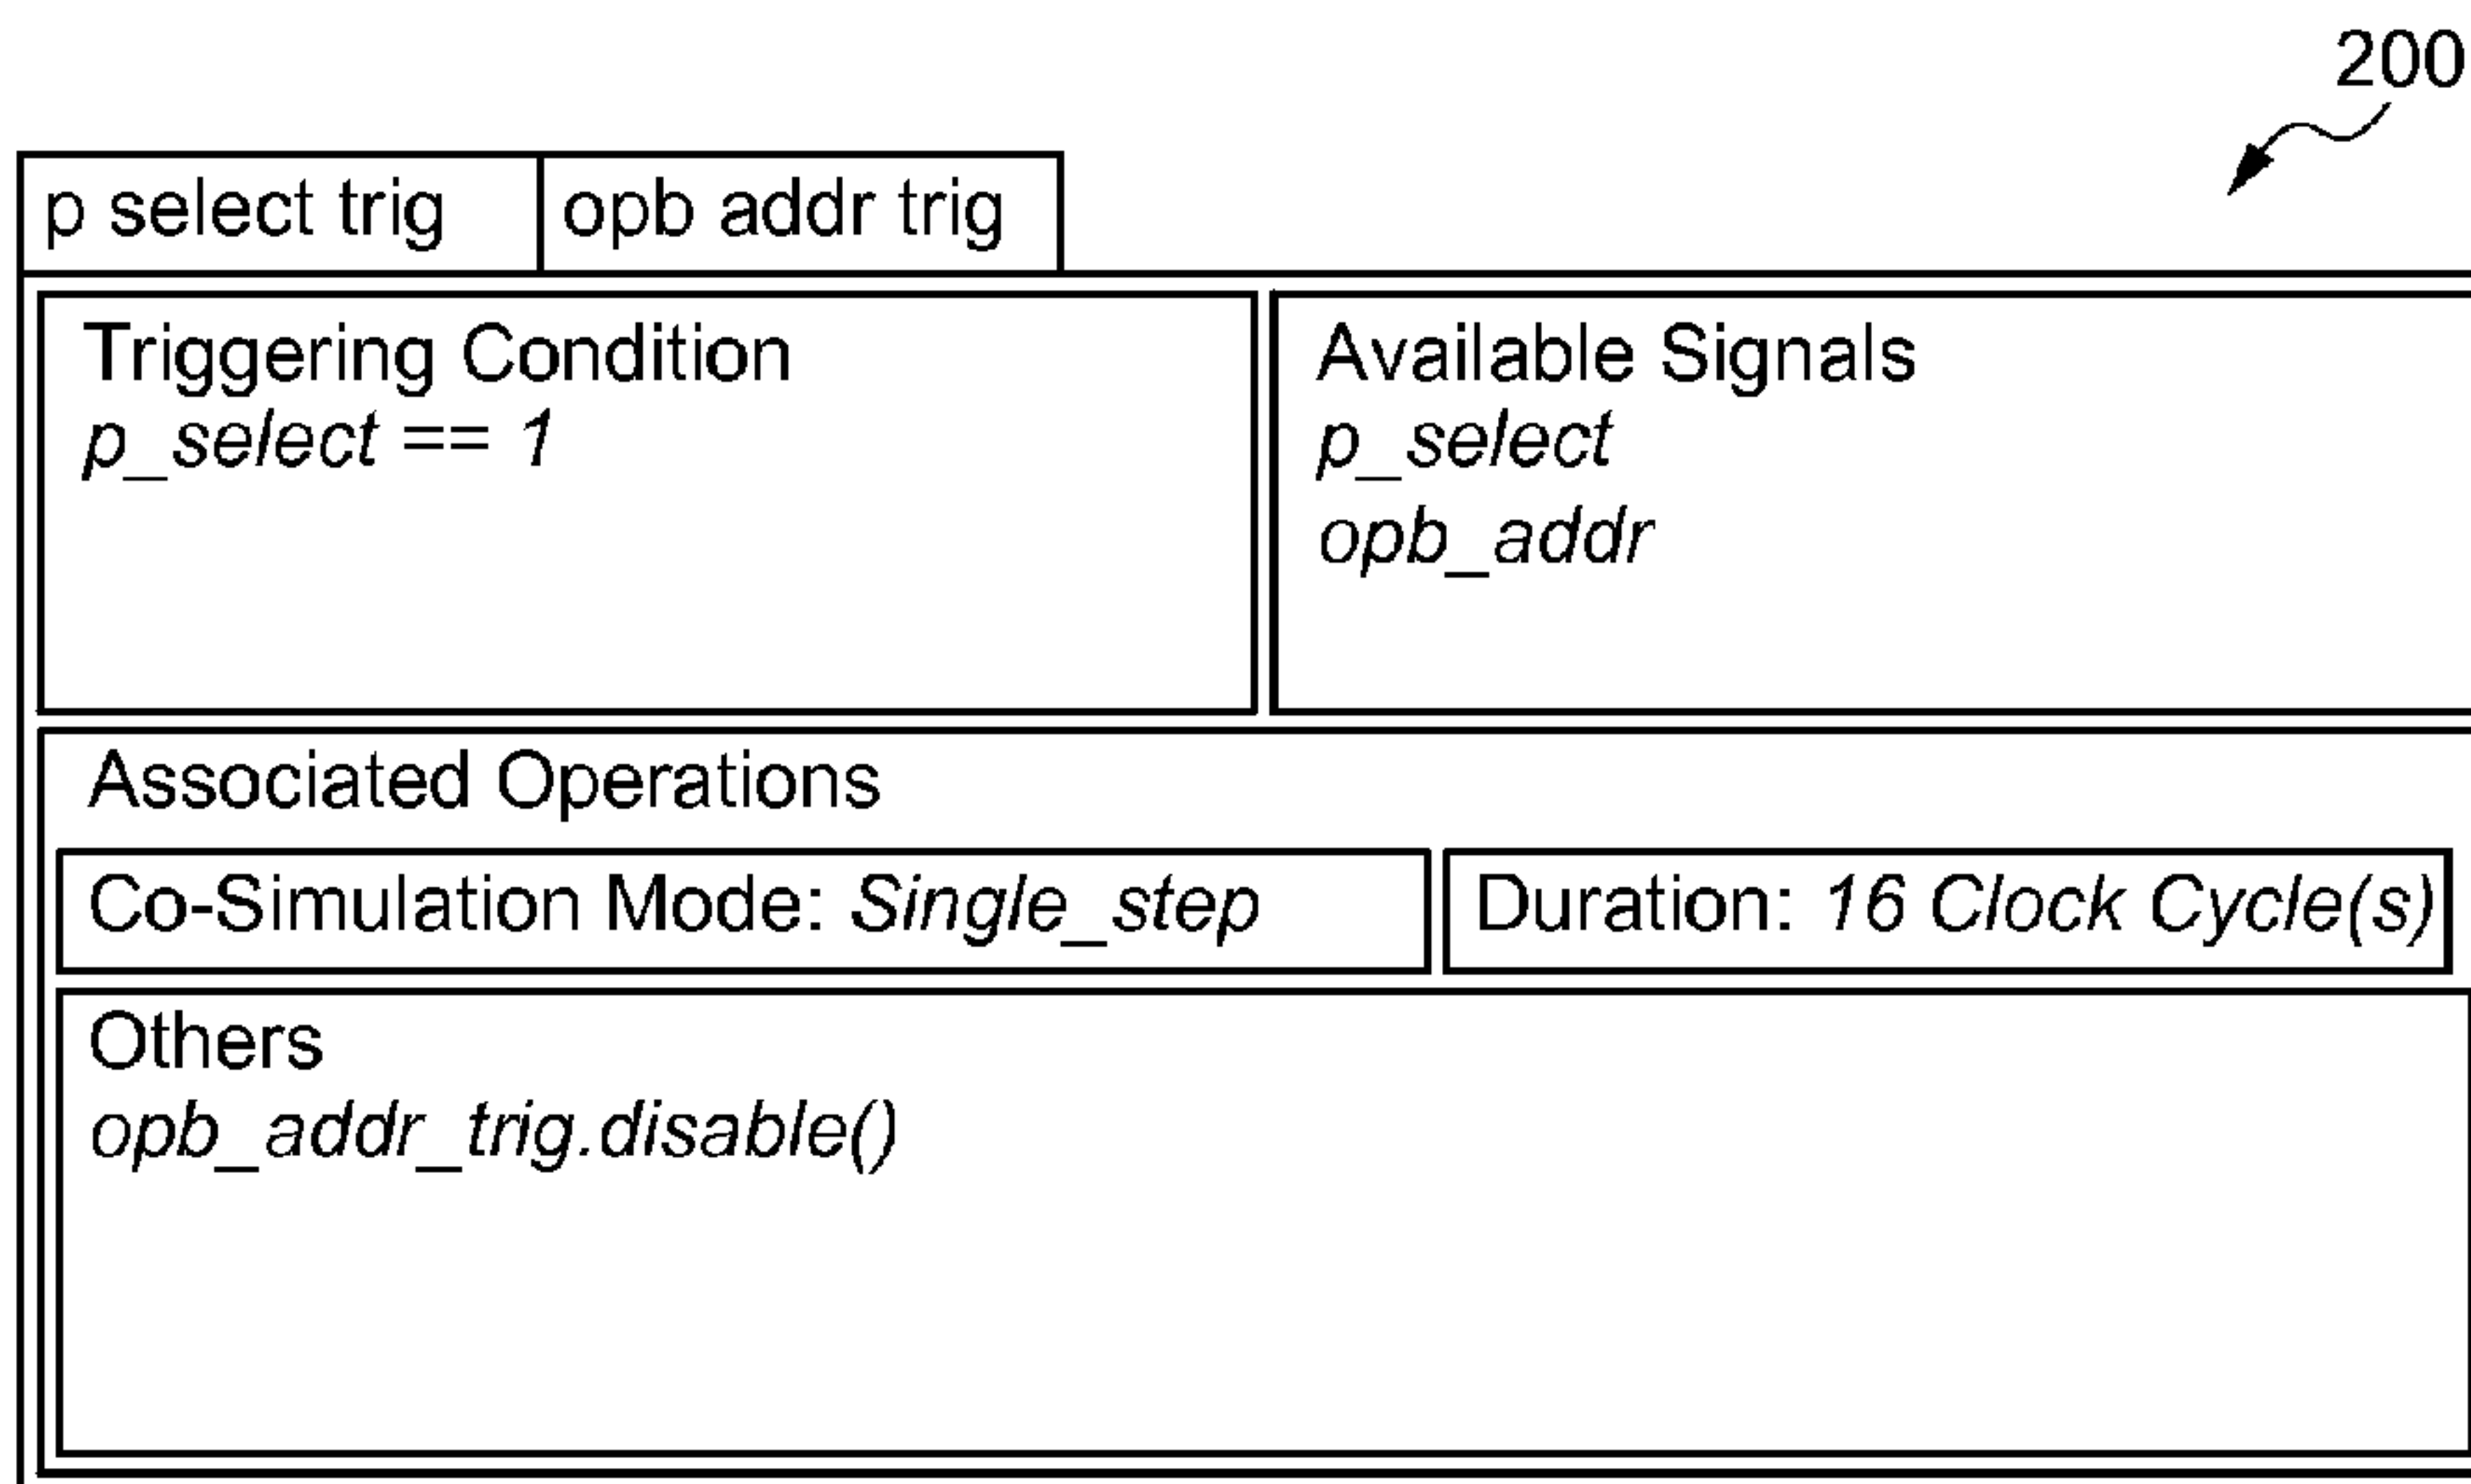 200
p select trig
opb addr trig
Triggering Condition
p_select == 1
Available Signals
p_select
opb_addr
Associated Operations
Co-Simulation Mode: Single_step
Duration: 16 Clock Cycle(s)
Others
opb_addr_trig.disable()